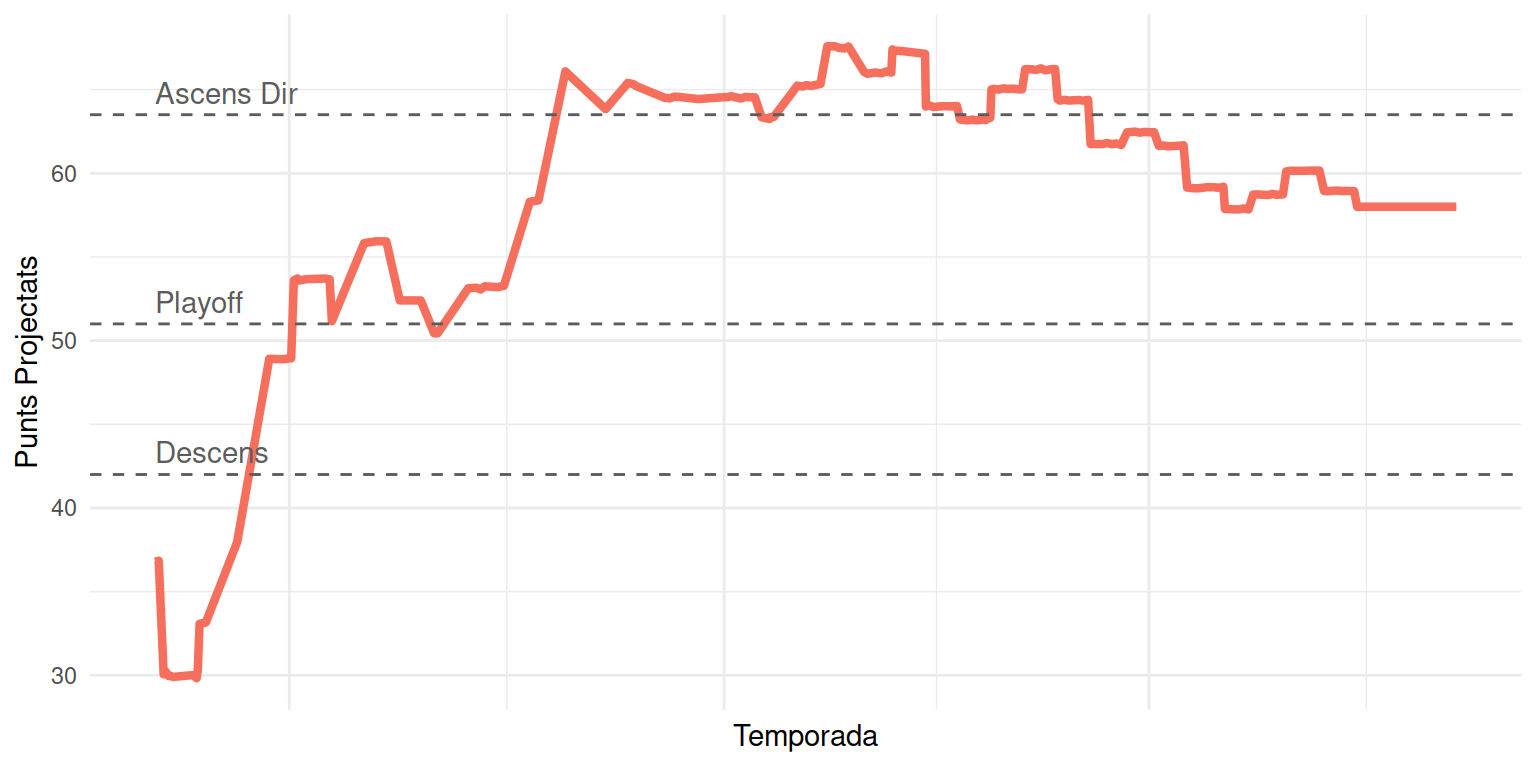 Ascens Dir
60
Playoff
50
Descens
40
30
Punts Projectats
Temporada